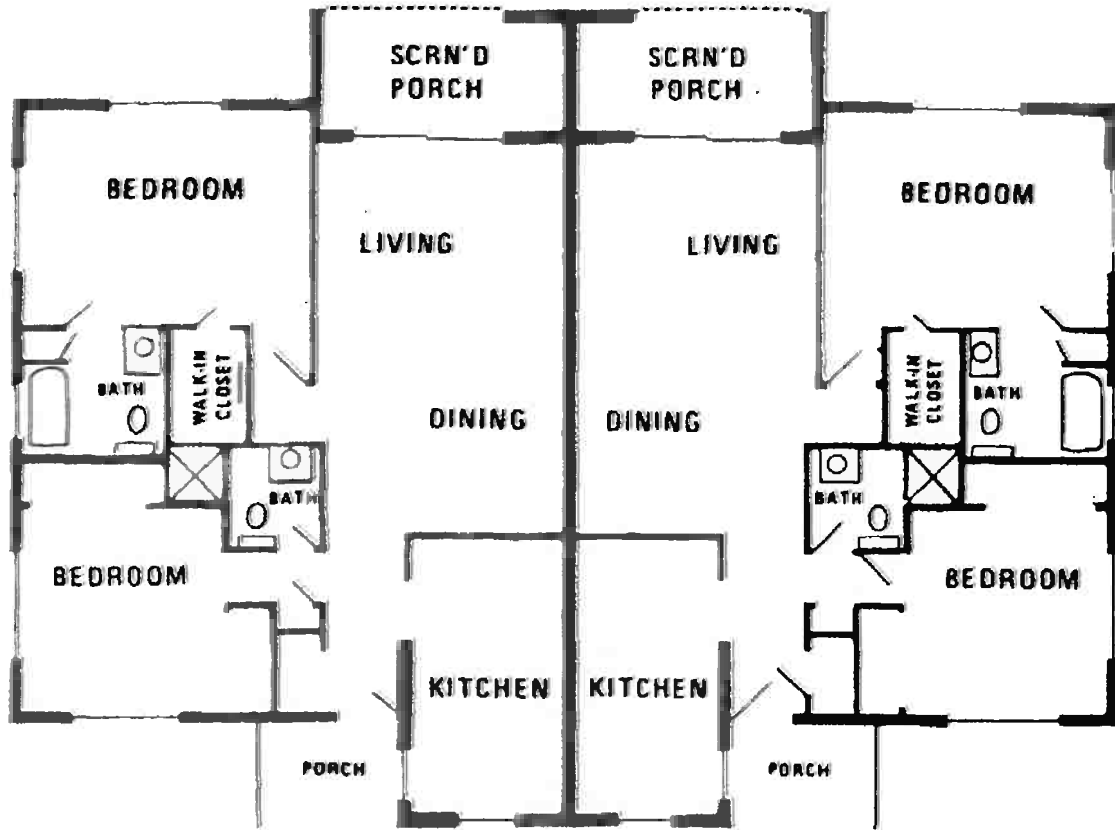 SCRN'D
PORCH
SCRN'D
PORCH
BEDROOM
BEDROOM
LIVING
LIVING
BATH
WALK-IN
CLOSET
WALK-IN
CLOSET
BATH
DINING
DINING
BATH
BATH
BEDROOM
BEDROOM
KITCHEN
KITCHEN
PORCH
PORCH